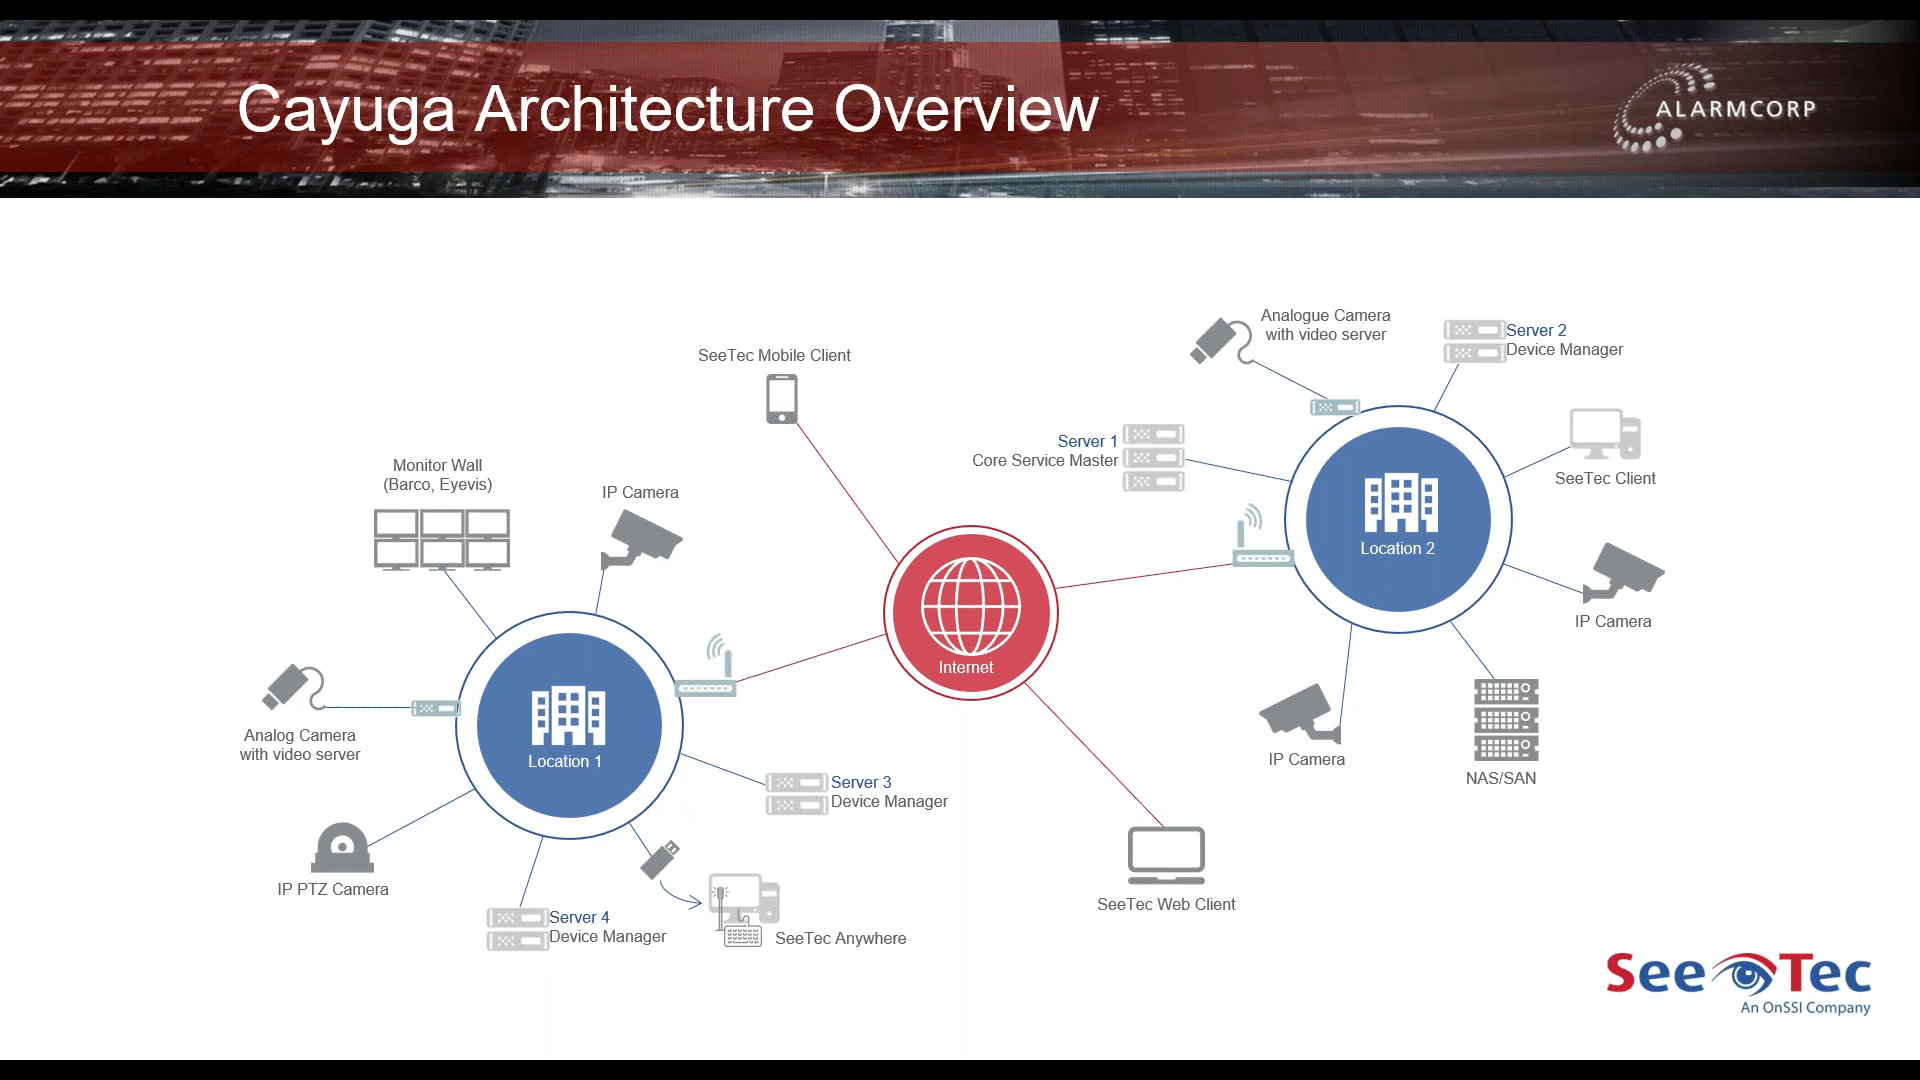 Cayuga Architecture Overview
ALARMCORP
Analogue Camera
with video server
Server 2
Device Manager
SeeTec Mobile Client
Server 1
Core Service Master
SeeTec Client
Monitor Wall
(Barco, Eyevis)
IP Camera
Location 2
IP Camera
Internet
Analog Camera
with video server
Location 1
IP Camera
NAS/SAN
Server 3
Device Manager
IP PTZ Camera
SeeTec Web Client
Server 4
Device Manager
SeeTec Anywhere
SeeTec
An OnSSI Company